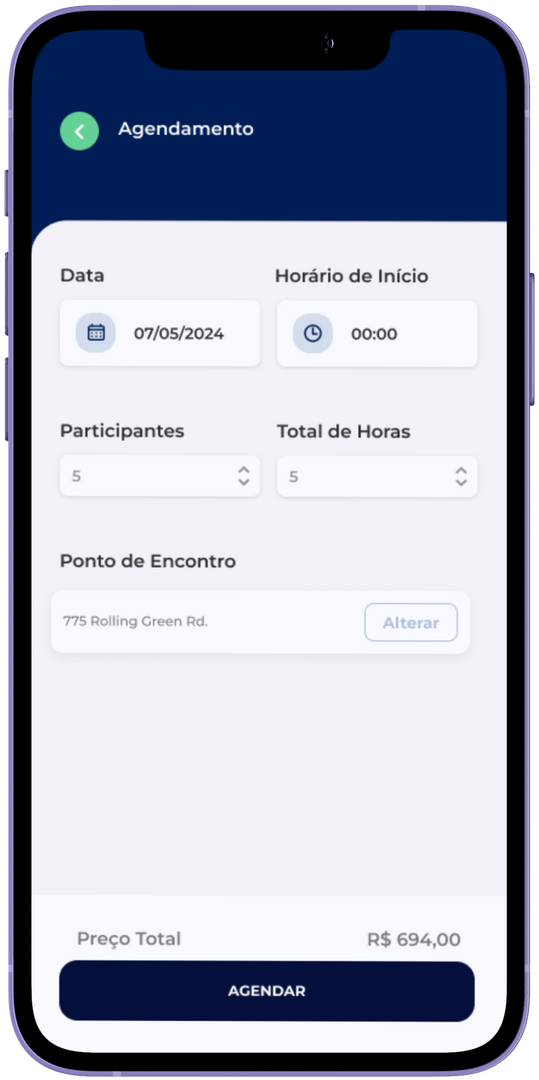 Agendamento
Data
Horário de Início
07/05/2024
00:00
Participantes
Total de Horas
5
5
Ponto de Encontro
775 Rolling Green Rd.
Alterar
Preço Total
R$ 694,00
AGENDAR